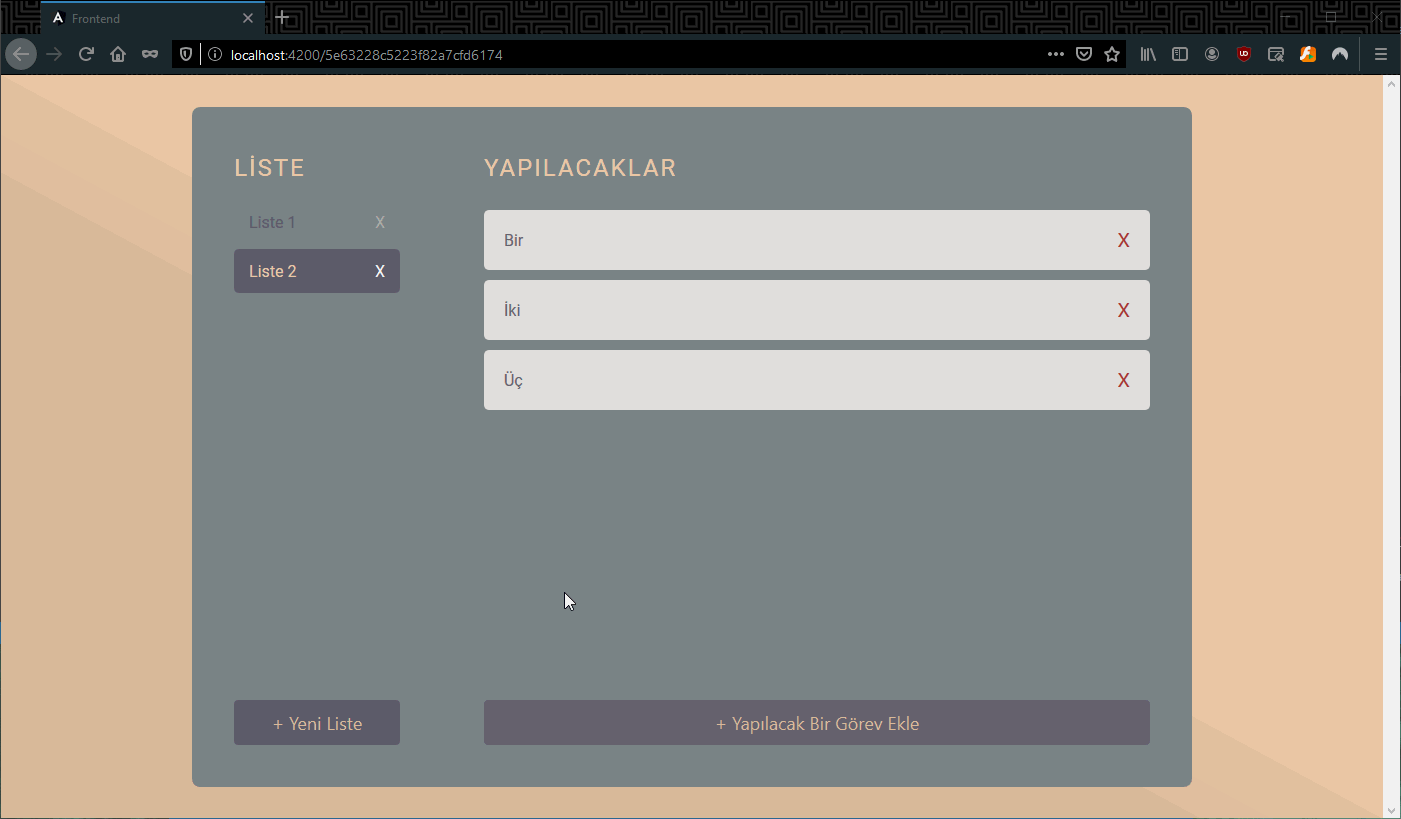 Frontend
localhost:4200/5e63228c5223f82a7cfd6174
LİSTE
Liste 1 X
Liste 2 X
YAPILACAKLAR
Bir X
İki X
Üç X
+ Yeni Liste
+ Yapılacak Bir Görev Ekle